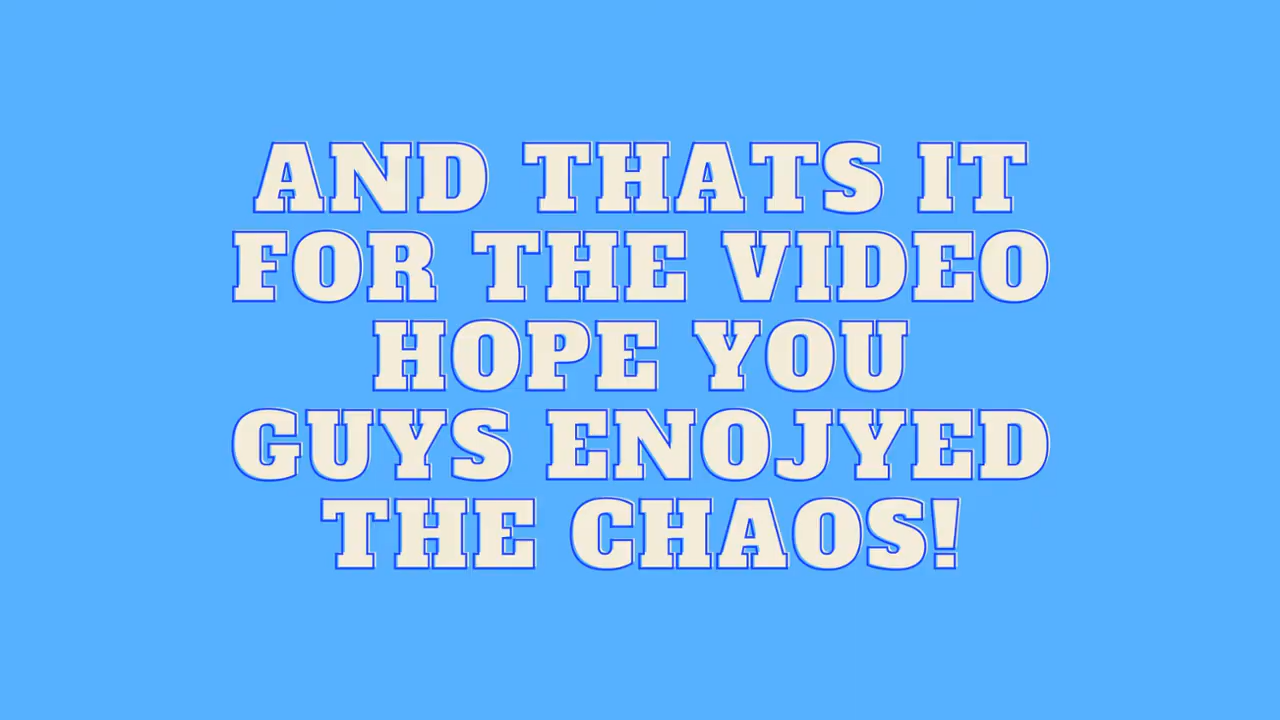 AND THATS IT
FOR THE VIDEO
HOPE YOU
GUYS ENOJYED
THE CHAOS!